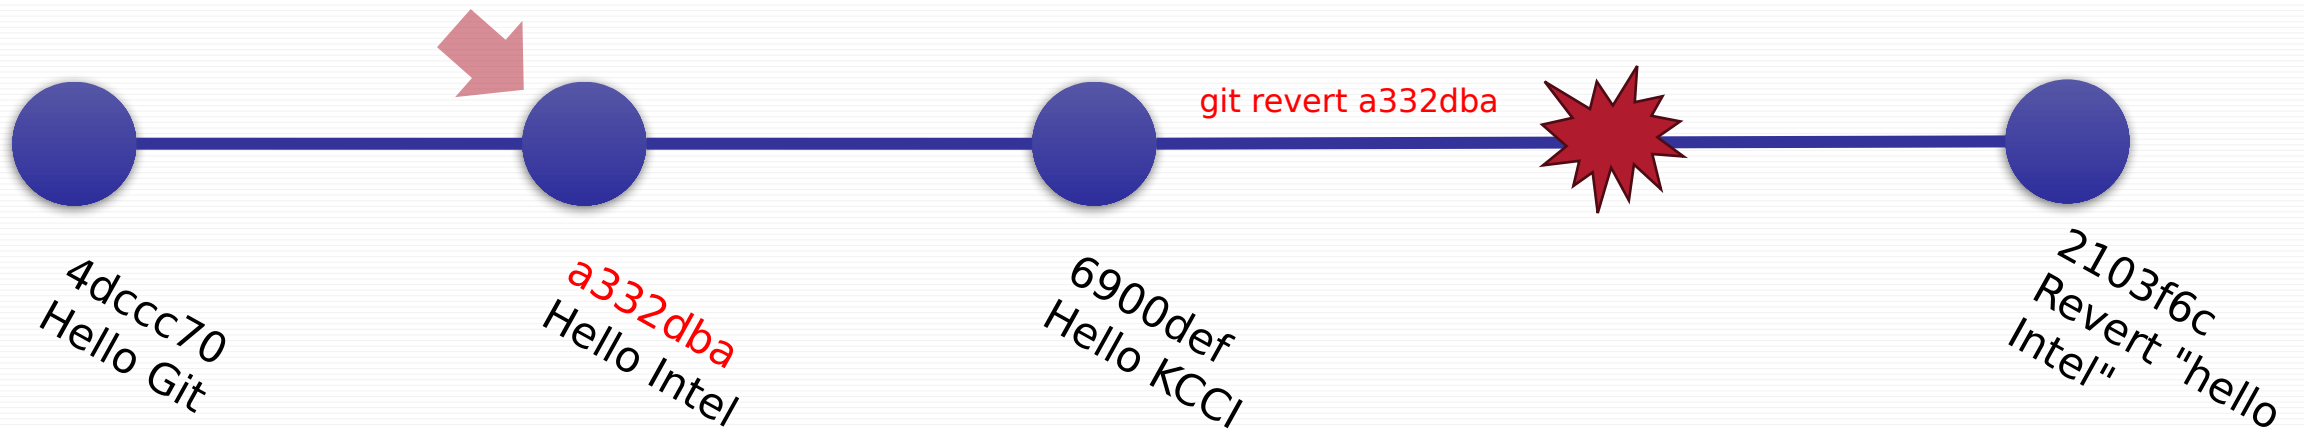 git revert a332dba
4dccc70
Hello Git
a332dba
Hello Intel
6900def
Hello KCCI
2103f6c
Revert "hello
Intel"